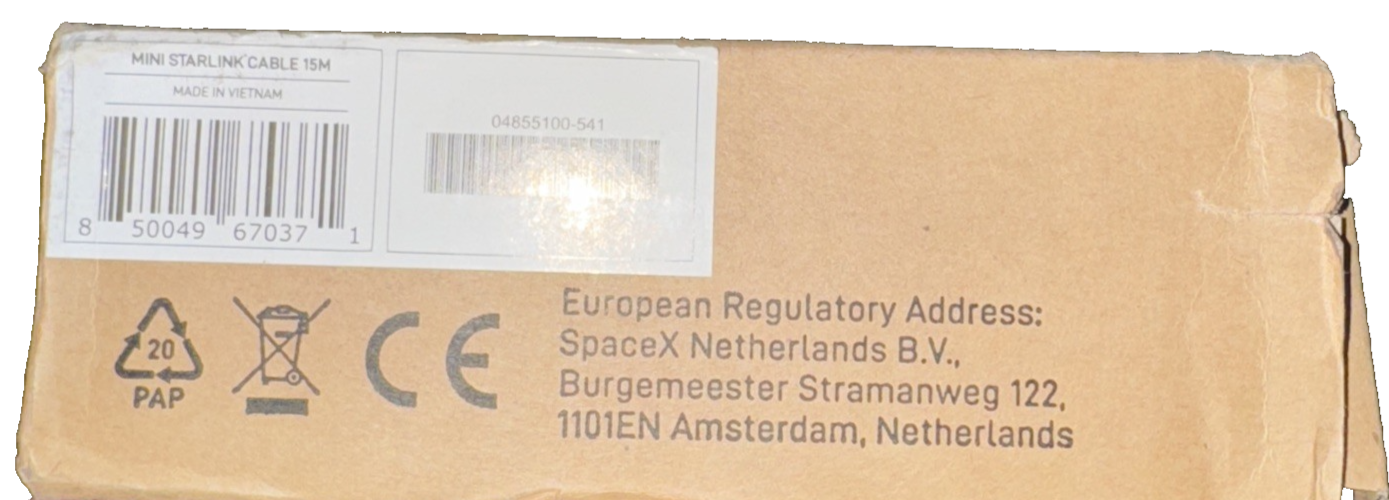 MINI STARLINK CABLE 15M
MADE IN VIETNAM
8 50049 67037 1
04855100-541
20
PAP
CE
European Regulatory Address:
SpaceX Netherlands B.V.,
Burgemeester Stramanweg 122,
1101EN Amsterdam, Netherlands